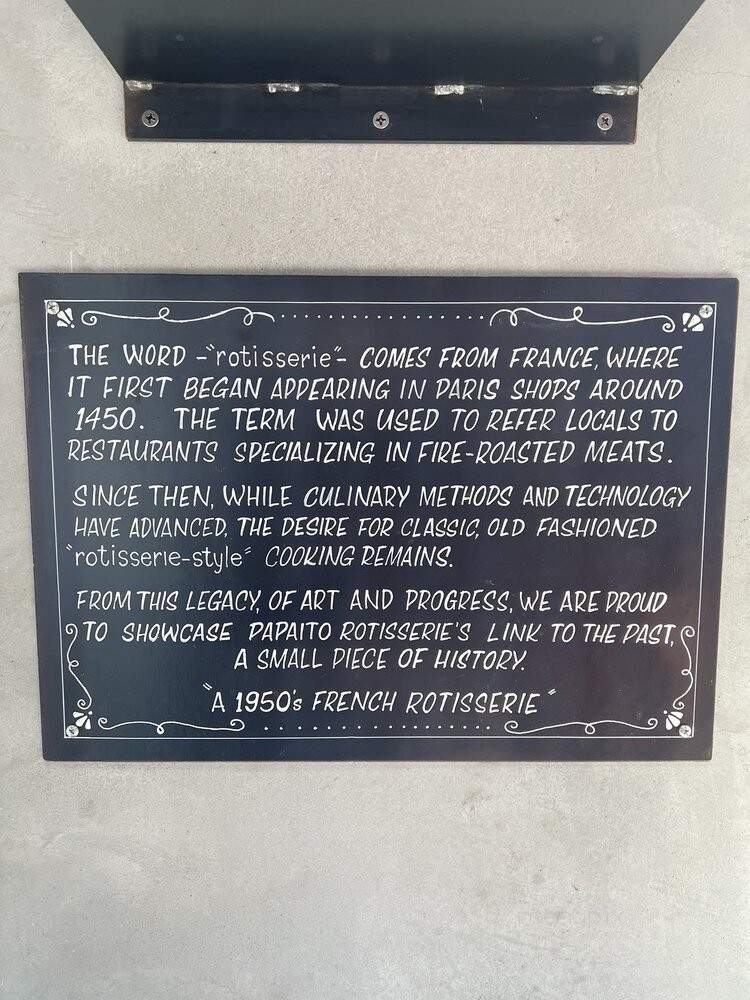 THE WORD -"rotisserie"- COMES FROM FRANCE, WHERE
IT FIRST BEGAN APPEARING IN PARIS SHOPS AROUND
1450. THE TERM WAS USED TO REFER LOCALS TO
RESTAURANTS SPECIALIZING IN FIRE-ROASTED MEATS.
SINCE THEN, WHILE CULINARY METHODS AND TECHNOLOGY
HAVE ADVANCED, THE DESIRE FOR CLASSIC, OLD FASHIONED
"rotisserie-style" COOKING REMAINS.
FROM THIS LEGACY, OF ART AND PROGRESS, WE ARE PROUD
TO SHOWCASE PAPAITO ROTISSERIE'S LINK TO THE PAST,
A SMALL PIECE OF HISTORY.
"A 1950's FRENCH ROTISSERIE"